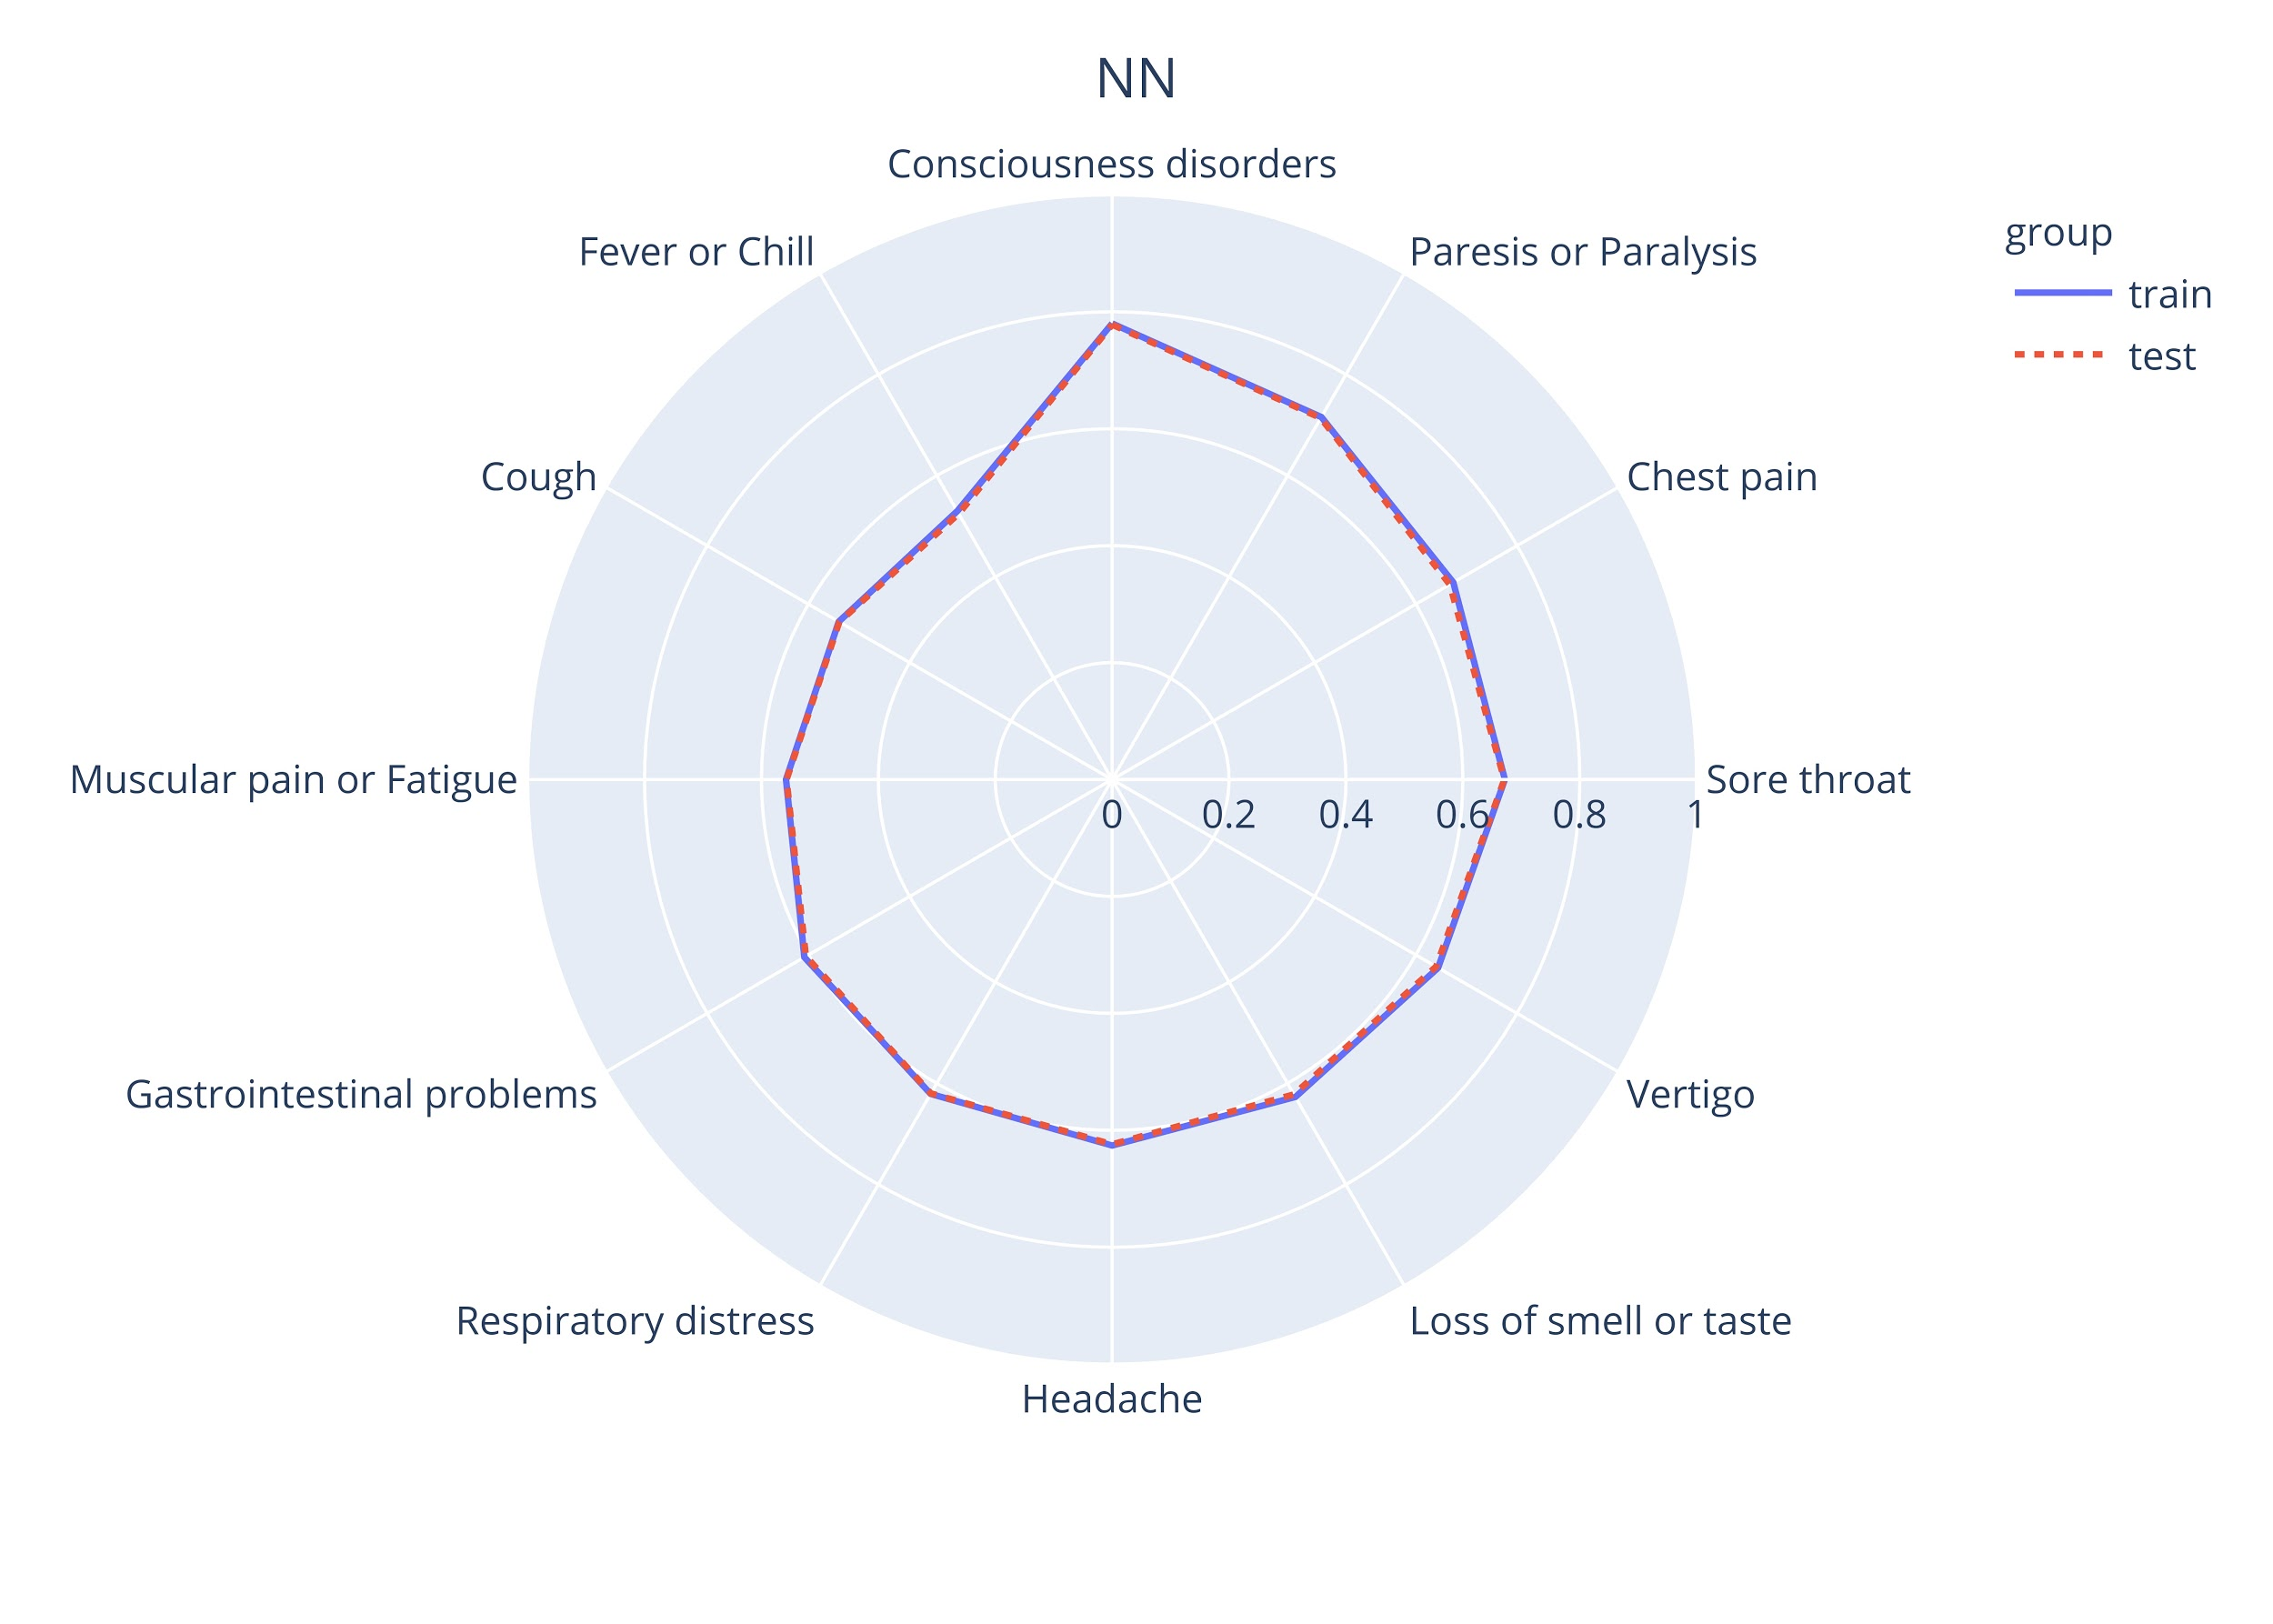 NN
Consciousness disorders
Fever or Chill
Paresis or Paralysis
group
train
test
Cough
Chest pain
Muscular pain or Fatigue
Sore throat
0 0.2 0.4 0.6 0.8 1
Gastrointestinal problems
Vertigo
Respiratory distress
Loss of smell or taste
Headache